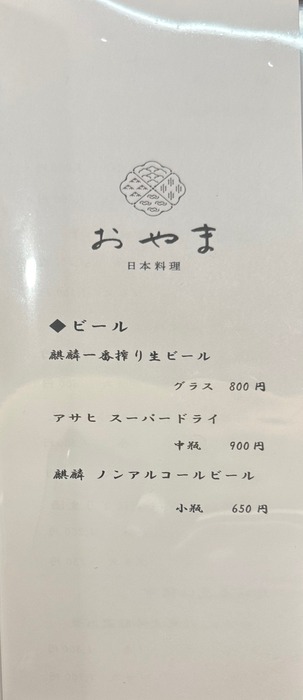 おやま
日本料理
◆ビール
麒麟一番搾り生ビール
グラス 800円
アサヒ スーパードライ
中瓶 900円
麒麟 ノンアルコールビール
小瓶 650円